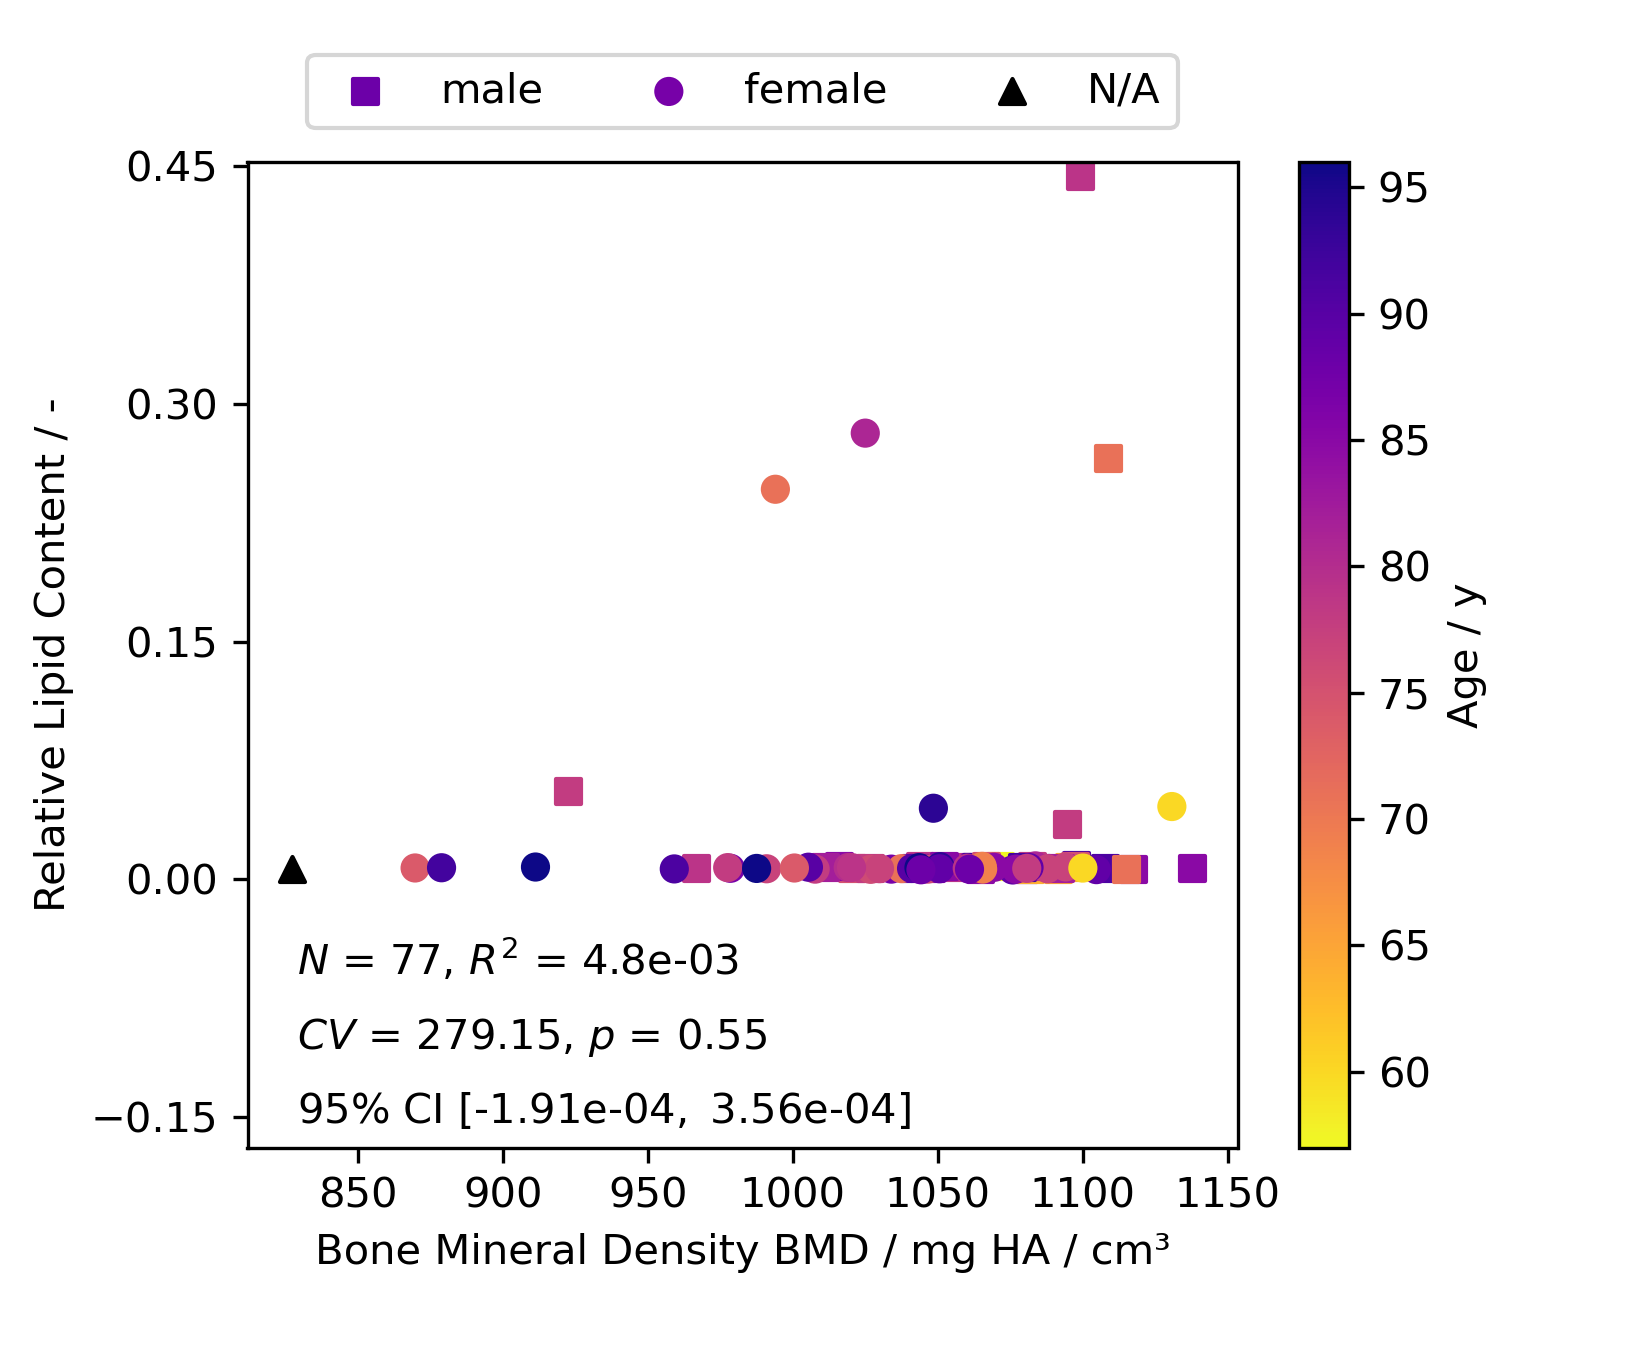 male female N/A
0.45
0.30
0.15
0.00
−0.15
Relative Lipid Content / -
N = 77, R² = 4.8e-03
CV = 279.15, p = 0.55
95% CI [-1.91e-04, 3.56e-04]
850 900 950 1000 1050 1100 1150
Bone Mineral Density BMD / mg HA / cm³
95
90
85
80
75
70
65
60
Age / y